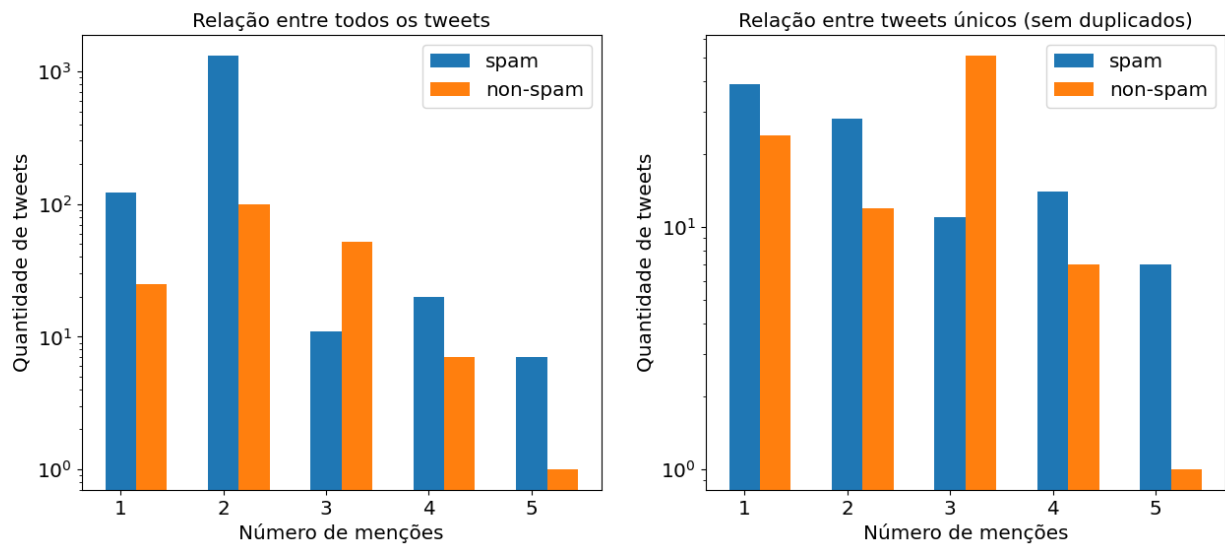 Relação entre todos os tweets
spam
non-spam
10³
10²
10¹
10⁰
Quantidade de tweets
1 2 3 4 5
Número de menções
Relação entre tweets únicos (sem duplicados)
spam
non-spam
10¹
10⁰
Quantidade de tweets
1 2 3 4 5
Número de menções